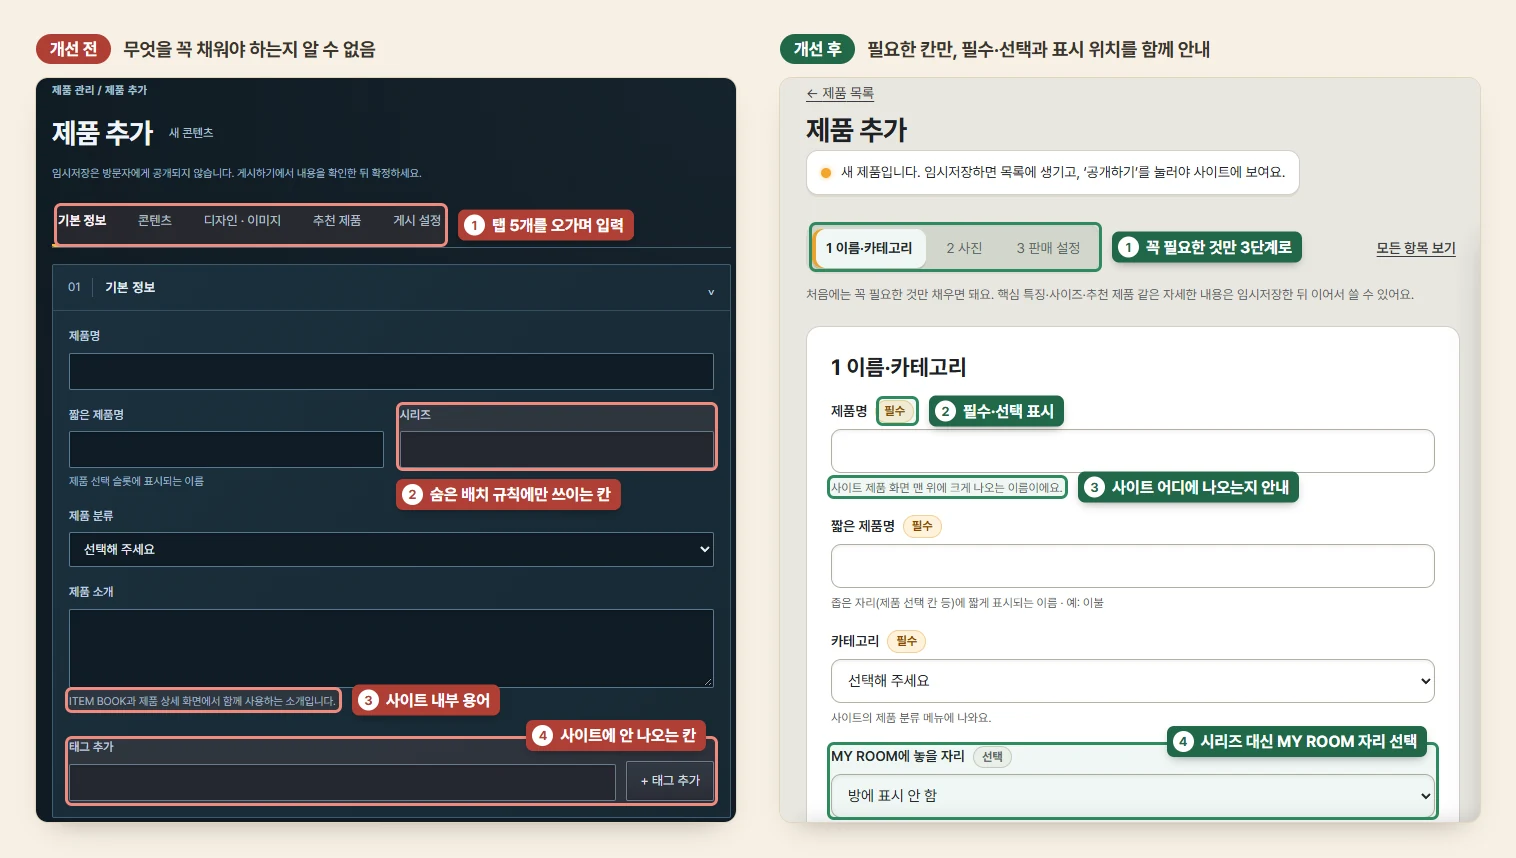 개선 전 무엇을 꼭 채워야 하는지 알 수 없음
제품 관리 / 제품 추가
제품 추가 새 콘텐츠
임시저장은 방문자에게 공개되지 않습니다. 게시하기에서 내용을 확인한 뒤 확정하세요.
기본 정보 콘텐츠 디자인 · 이미지 추천 제품 게시 설정
1 탭 5개를 오가며 입력
01 기본 정보
제품명
짧은 제품명
시리즈
제품 선택 슬롯에 표시되는 이름
2 숨은 배치 규칙에만 쓰이는 칸
제품 분류
선택해 주세요
제품 소개
ITEM BOOK과 제품 상세 화면에서 함께 사용하는 소개입니다.
3 사이트 내부 용어
4 사이트에 안 나오는 칸
태그 추가
+ 태그 추가
개선 후 필요한 칸만, 필수·선택과 표시 위치를 함께 안내
← 제품 목록
제품 추가
새 제품입니다. 임시저장하면 목록에 생기고, ‘공개하기’를 눌러야 사이트에 보여요.
1 이름·카테고리 2 사진 3 판매 설정
1 꼭 필요한 것만 3단계로
모든 항목 보기
처음에는 꼭 필요한 것만 채우면 돼요. 핵심 특징·사이즈·추천 제품 같은 자세한 내용은 임시저장한 뒤 이어서 쓸 수 있어요.
1 이름·카테고리
제품명 필수
2 필수·선택 표시
사이트 제품 화면 맨 위에 크게 나오는 이름이에요.
3 사이트 어디에 나오는지 안내
짧은 제품명 필수
좁은 자리(제품 선택 칸 등)에 짧게 표시되는 이름 · 예: 이불
카테고리 필수
선택해 주세요
사이트의 제품 분류 메뉴에 나와요.
4 시리즈 대신 MY ROOM 자리 선택
MY ROOM에 놓을 자리 선택
방에 표시 안 함